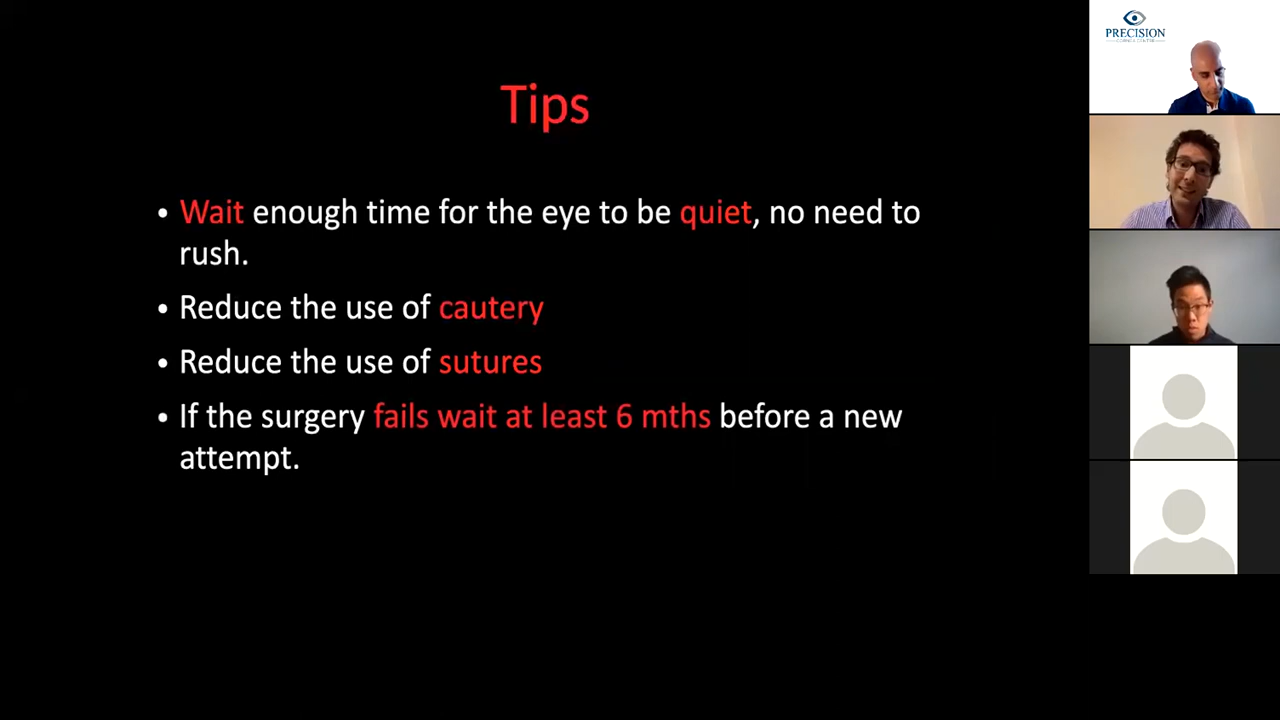 Tips
• Wait enough time for the eye to be quiet, no need to
rush.
• Reduce the use of cautery
• Reduce the use of sutures
• If the surgery fails wait at least 6 mths before a new
attempt.
PRECISION